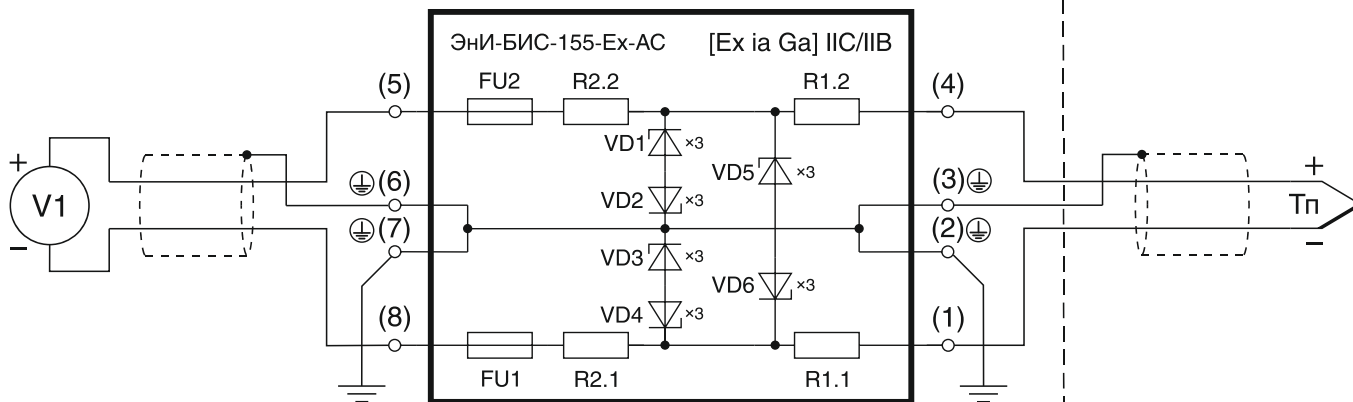 ЭнИ-БИС-155-Ex-AC [Ex ia Ga] IIC/IIB
(5) FU2 R2.2 R1.2 (4)
VD1 ×3
+ VD5 ×3 +
V1 (6) VD2 ×3 (3) Тп
– (7) (2) –
VD3 ×3
VD6 ×3
(8) VD4 ×3 (1)
FU1 R2.1 R1.1